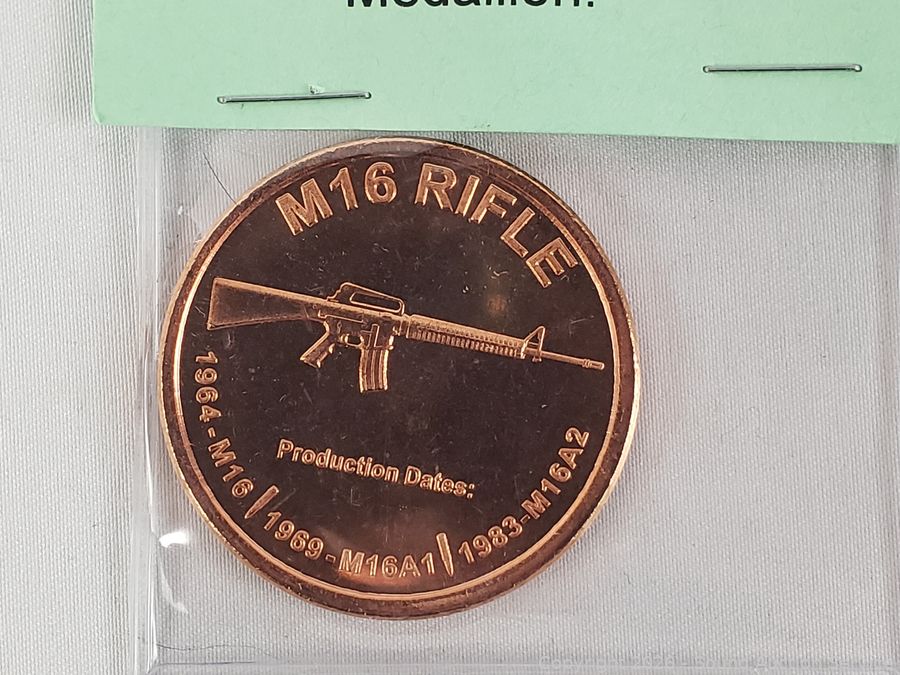 Medallion.
M16 RIFLE
Production Dates:
1964-M16 1969-M16A1 1983-M16A2